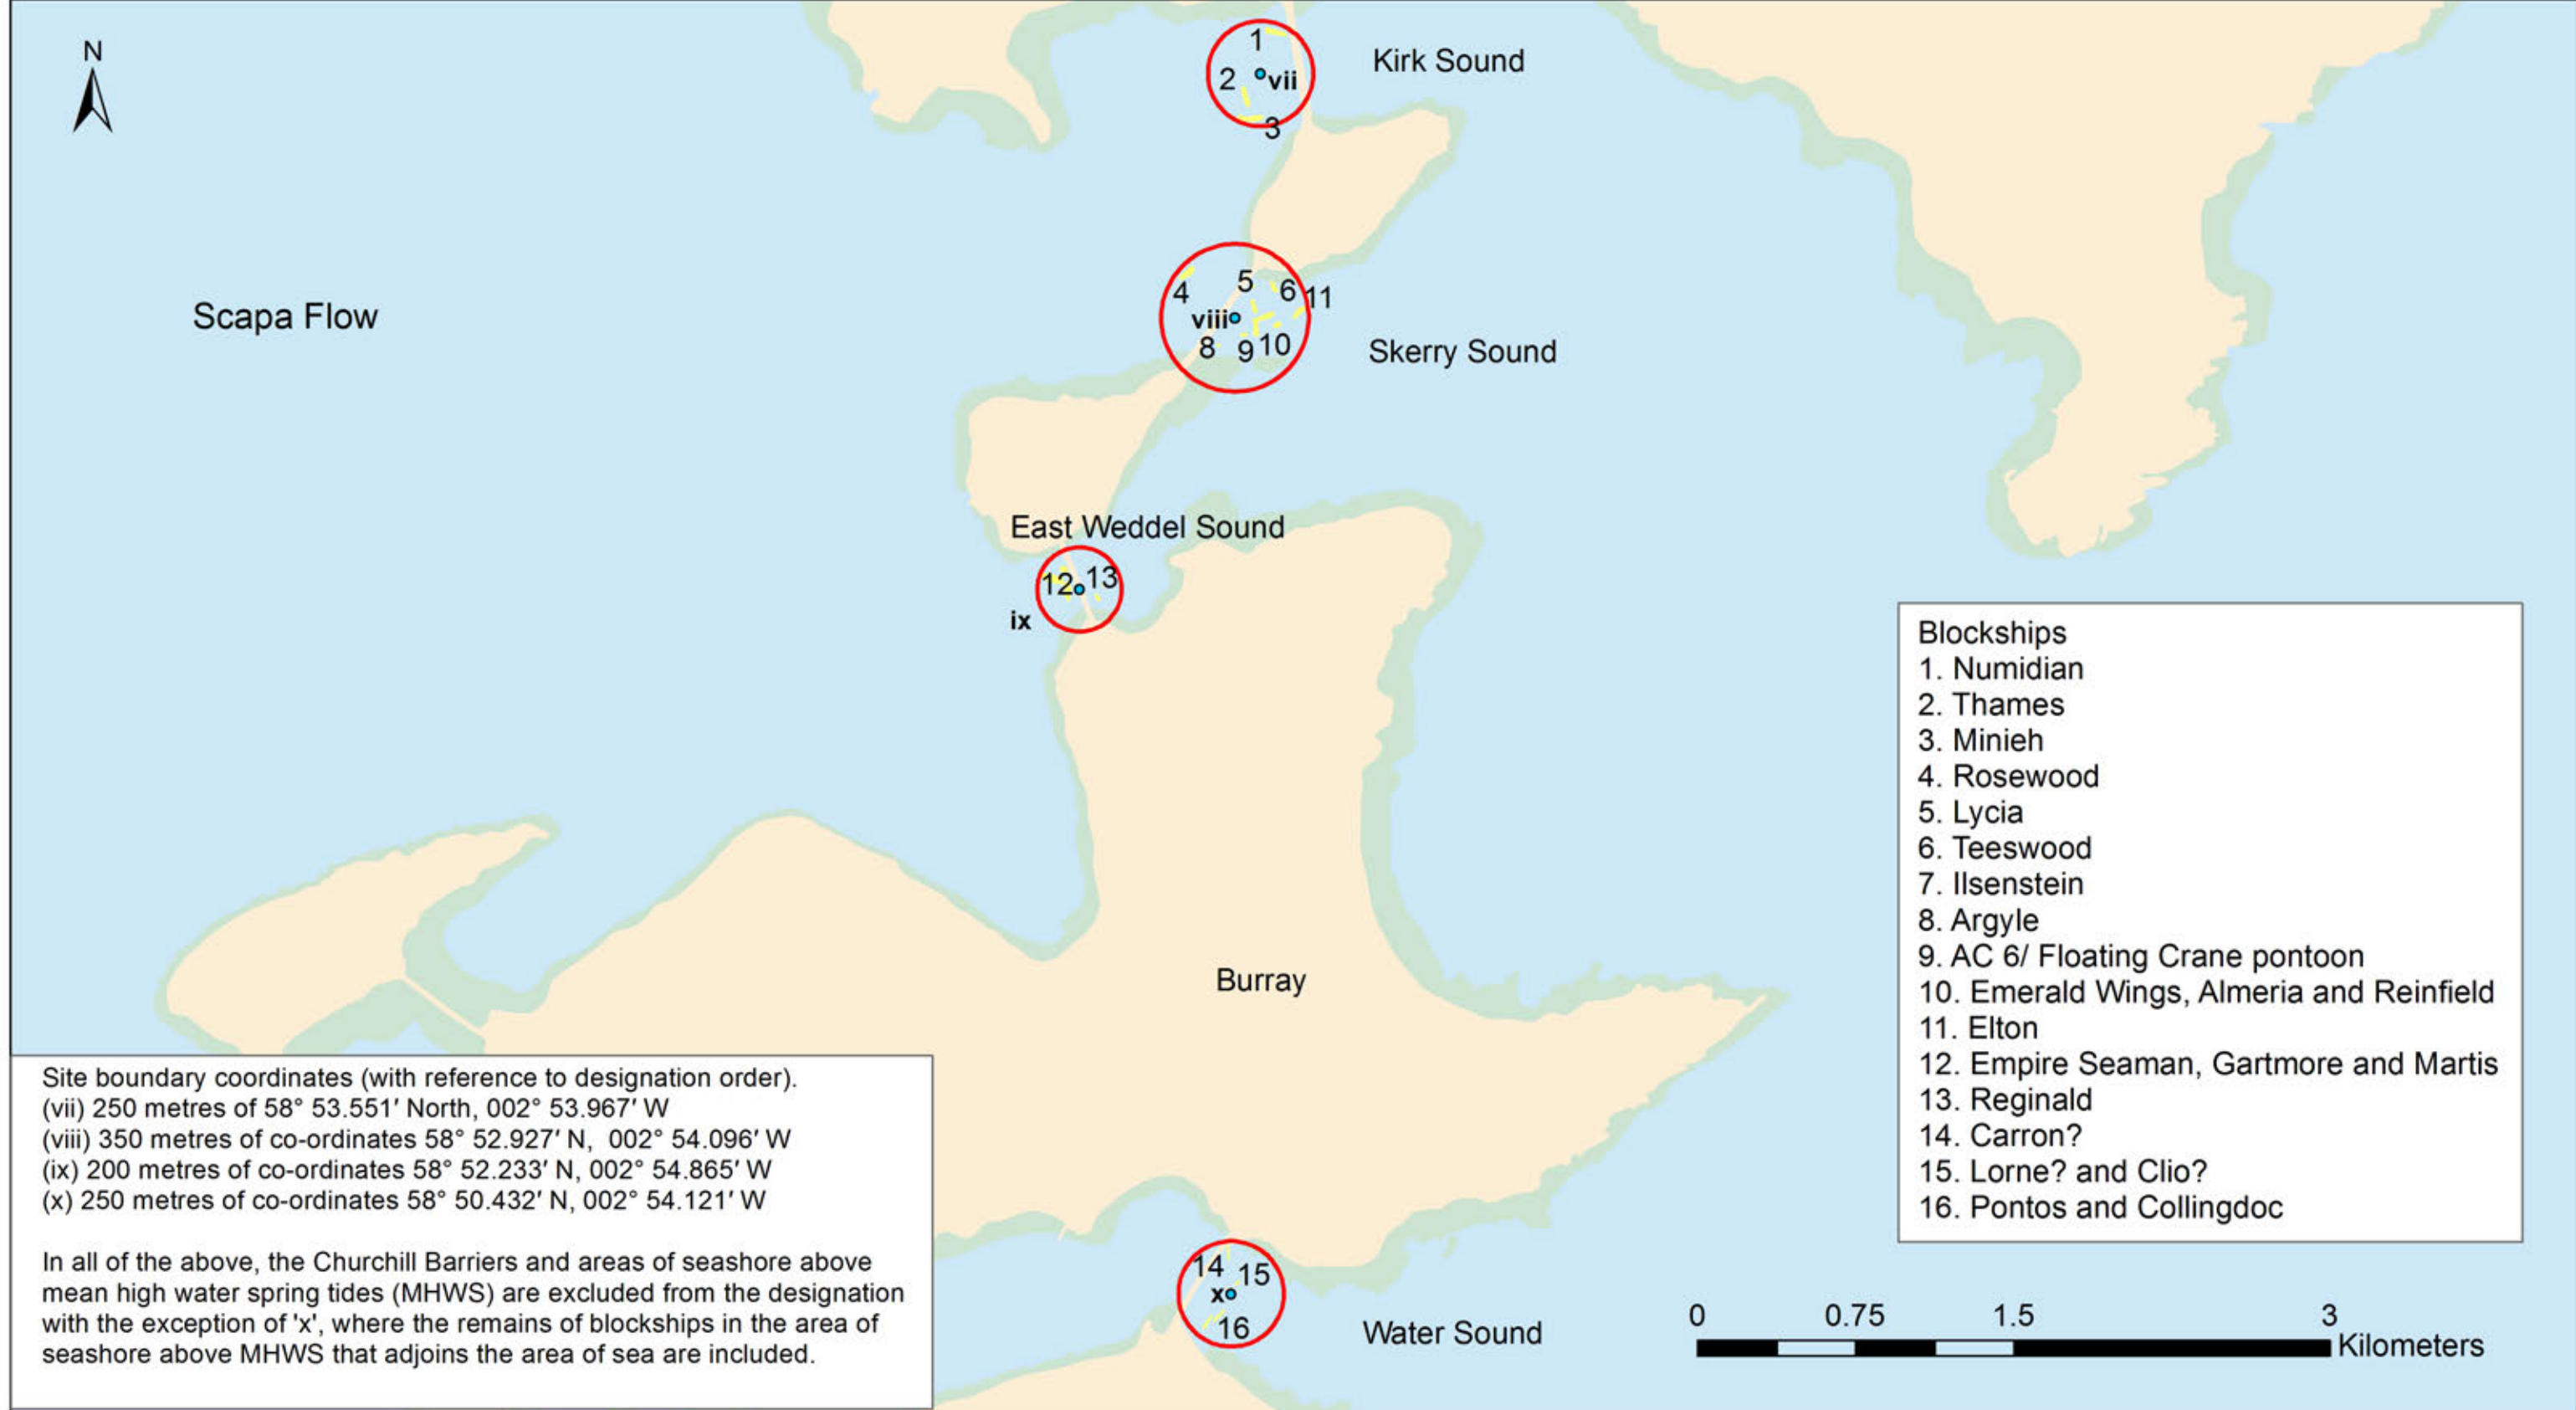 N
1
Kirk Sound
2
vii
3
5
4
6
11
Scapa Flow
viii
8
9
10
Skerry Sound
East Weddel Sound
12
13
ix
Blockships
1. Numidian
2. Thames
3. Minieh
4. Rosewood
5. Lycia
6. Teeswood
7. Ilsenstein
8. Argyle
9. AC 6/ Floating Crane pontoon
10. Emerald Wings, Almeria and Reinfield
11. Elton
12. Empire Seaman, Gartmore and Martis
13. Reginald
14. Carron?
15. Lorne? and Clio?
16. Pontos and Collingdoc
Burray
Site boundary coordinates (with reference to designation order).
(vii) 250 metres of 58° 53.551′ North, 002° 53.967′ W
(viii) 350 metres of co-ordinates 58° 52.927′ N,  002° 54.096′ W
(ix) 200 metres of co-ordinates 58° 52.233′ N, 002° 54.865′ W
(x) 250 metres of co-ordinates 58° 50.432′ N, 002° 54.121′ W
In all of the above, the Churchill Barriers and areas of seashore above
mean high water spring tides (MHWS) are excluded from the designation
with the exception of 'x', where the remains of blockships in the area of
seashore above MHWS that adjoins the area of sea are included.
14
15
x
16
Water Sound
0 0.75 1.5 3
Kilometers